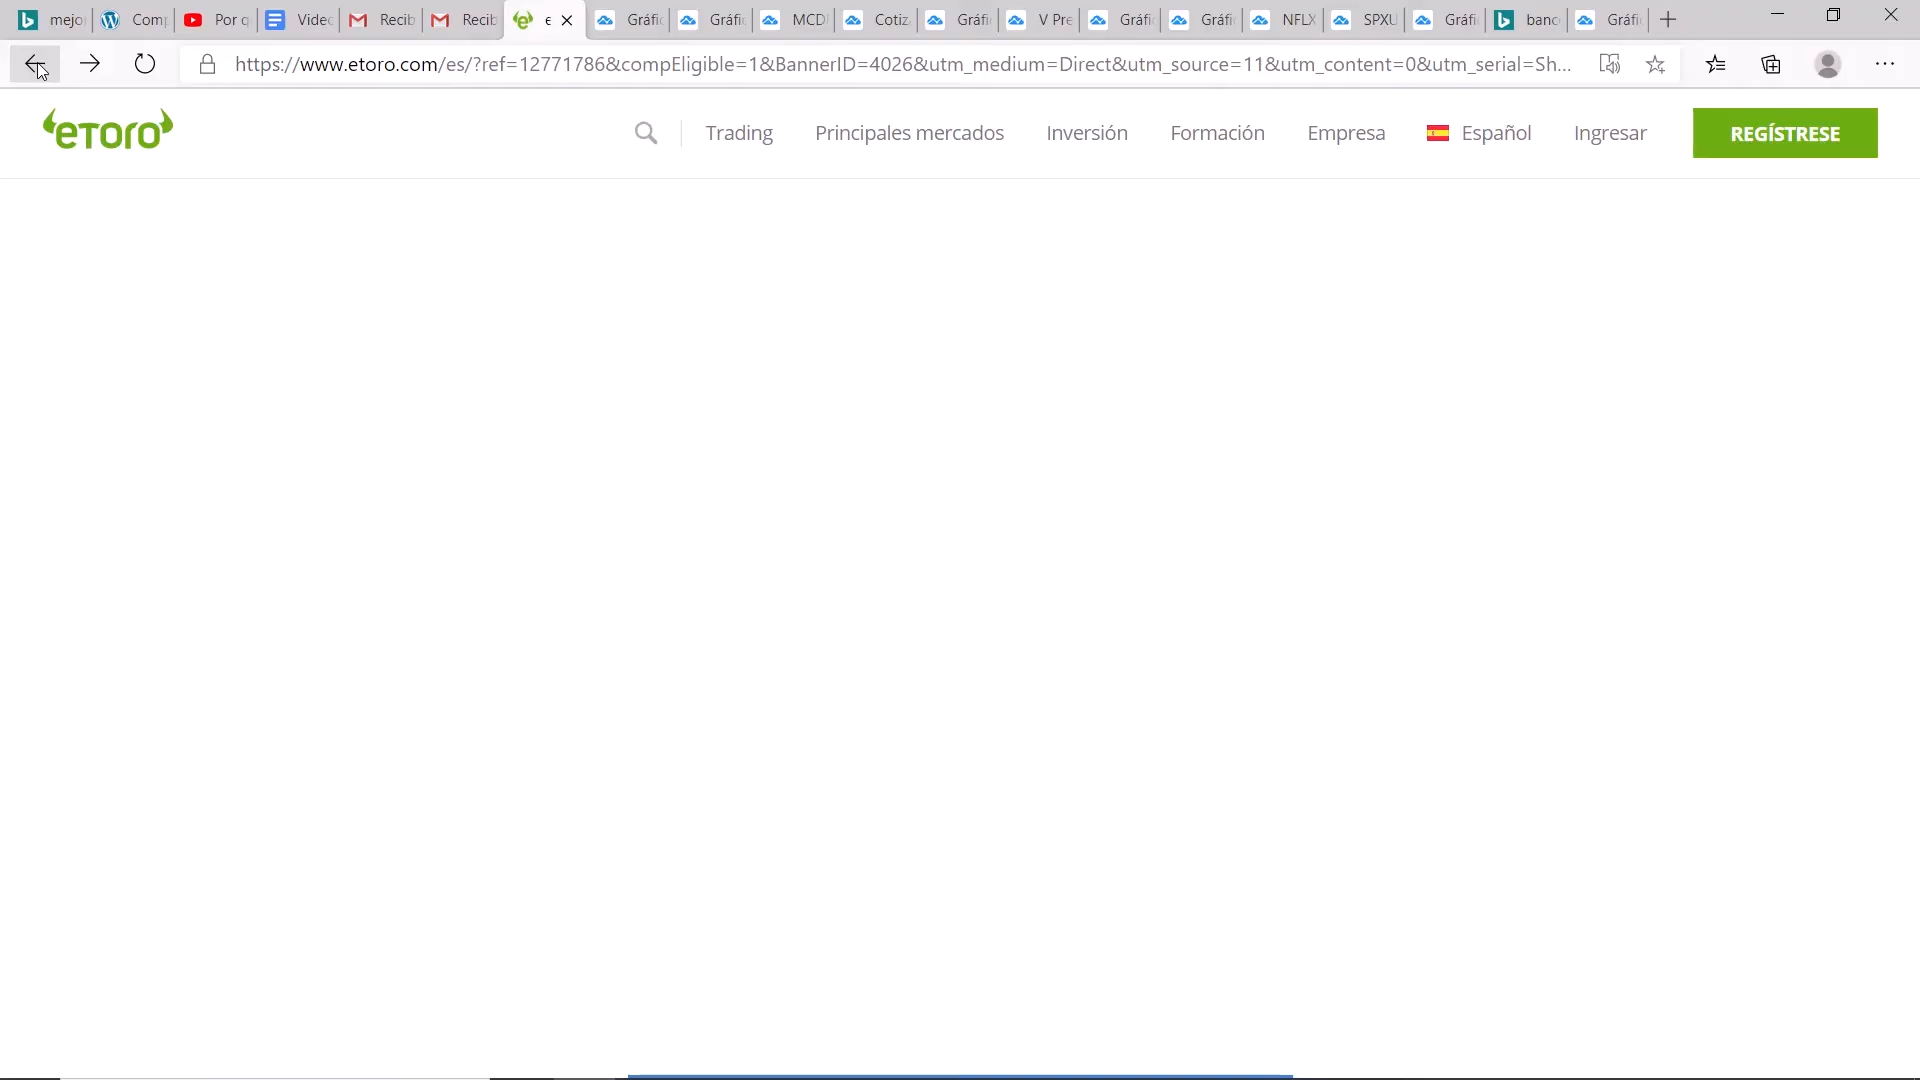 mejo Comp Por q Videc Recib Recib e Gráfic Gráfic MCD Cotiz Gráfi V Pre Gráfi Gráfi NFLX SPXU Gráfi banc Gráfi
https://www.etoro.com/es/?ref=12771786&compEligible=1&BannerID=4026&utm_medium=Direct&utm_source=11&utm_content=0&utm_serial=Sh...
eToro Trading Principales mercados Inversión Formación Empresa Español Ingresar REGÍSTRESE